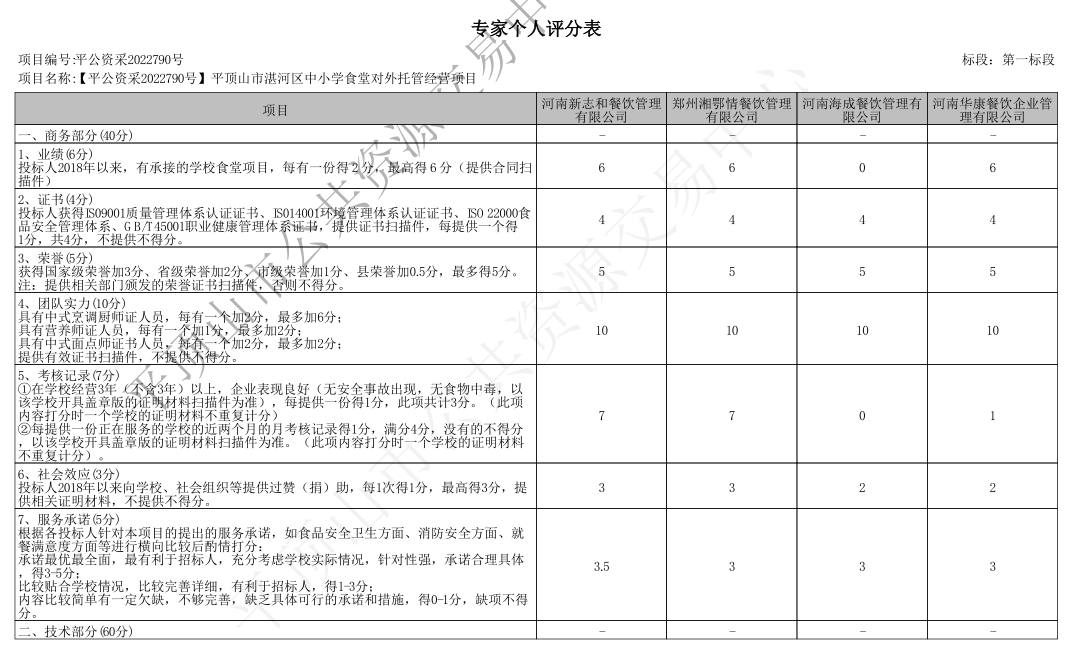 专家个人评分表
项目编号:平公资采2022790号
标段：第一标段
项目名称:【平公资采2022790号】平顶山市湛河区中小学食堂对外托管经营项目
项目
河南新志和餐饮管理
有限公司
郑州湘鄂情餐饮管理
有限公司
河南海成餐饮管理有
限公司
河南华康餐饮企业管
理有限公司
一、商务部分(40分)
－ － － －
1、业绩(6分)
投标人2018年以来，有承接的学校食堂项目，每有一份得２分，最高得６分（提供合同扫
描件）
6 6 0 6
2、证书(4分)
投标人获得ISO9001质量管理体系认证证书、ISO14001环境管理体系认证证书、ISO 22000食
品安全管理体系、GB/T45001职业健康管理体系证书，提供证书扫描件，每提供一个得
1分，共4分，不提供不得分。
4 4 4 4
3、荣誉(5分)
获得国家级荣誉加3分、省级荣誉加2分、市级荣誉加1分、县荣誉加0.5分，最多得5分。
注：提供相关部门颁发的荣誉证书扫描件，否则不得分。
5 5 5 5
4、团队实力(10分)
具有中式烹调厨师证人员，每有一个加2分，最多加6分；
具有营养师证人员，每有一个加1分，最多加2分；
具有中式面点师证书人员，每有一个加2分，最多加2分；
提供有效证书扫描件，不提供不得分。
10 10 10 10
5、考核记录(7分)
①在学校经营3年（不含3年）以上，企业表现良好（无安全事故出现，无食物中毒，以
该学校开具盖章版的证明材料扫描件为准），每提供一份得1分，此项共计3分。（此项
内容打分时一个学校的证明材料不重复计分）
②每提供一份正在服务的学校的近两个月的月考核记录得1分，满分4分，没有的不得分
，以该学校开具盖章版的证明材料扫描件为准。（此项内容打分时一个学校的证明材料
不重复计分）。
7 7 0 1
6、社会效应(3分)
投标人2018年以来向学校、社会组织等提供过赞（捐）助，每1次得1分，最高得3分，提
供相关证明材料，不提供不得分。
3 3 2 2
7、服务承诺(5分)
根据各投标人针对本项目的提出的服务承诺，如食品安全卫生方面、消防安全方面、就
餐满意度方面等进行横向比较后酌情打分：
承诺最优最全面，最有利于招标人，充分考虑学校实际情况，针对性强，承诺合理具体
，得3-5分；
比较贴合学校情况，比较完善详细，有利于招标人，得1-3分；
内容比较简单有一定欠缺，不够完善，缺乏具体可行的承诺和措施，得0-1分，缺项不得
分。
3.5 3 3 3
二、技术部分(60分)
－ － － －
平顶山市公共资源交易中
平顶山市公共资源交易中心